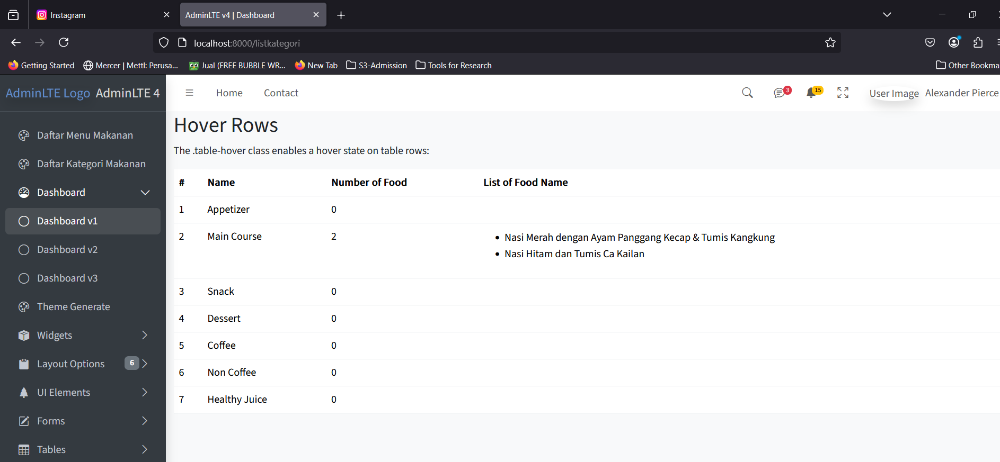 Instagram
AdminLTE v4 | Dashboard
localhost:8000/listkategori
Getting Started
Mercer | Mettl: Perusa...
Jual (FREE BUBBLE WR...
New Tab
S3-Admission
Tools for Research
Other Bookma
AdminLTE Logo AdminLTE 4
Home
Contact
3
15
User Image
Alexander Pierce
Daftar Menu Makanan
Daftar Kategori Makanan
Dashboard
Dashboard v1
Dashboard v2
Dashboard v3
Theme Generate
Widgets
Layout Options 6
UI Elements
Forms
Tables
Hover Rows
The .table-hover class enables a hover state on table rows:
# Name Number of Food List of Food Name
1 Appetizer 0
2 Main Course 2
• Nasi Merah dengan Ayam Panggang Kecap & Tumis Kangkung
• Nasi Hitam dan Tumis Ca Kailan
3 Snack 0
4 Dessert 0
5 Coffee 0
6 Non Coffee 0
7 Healthy Juice 0